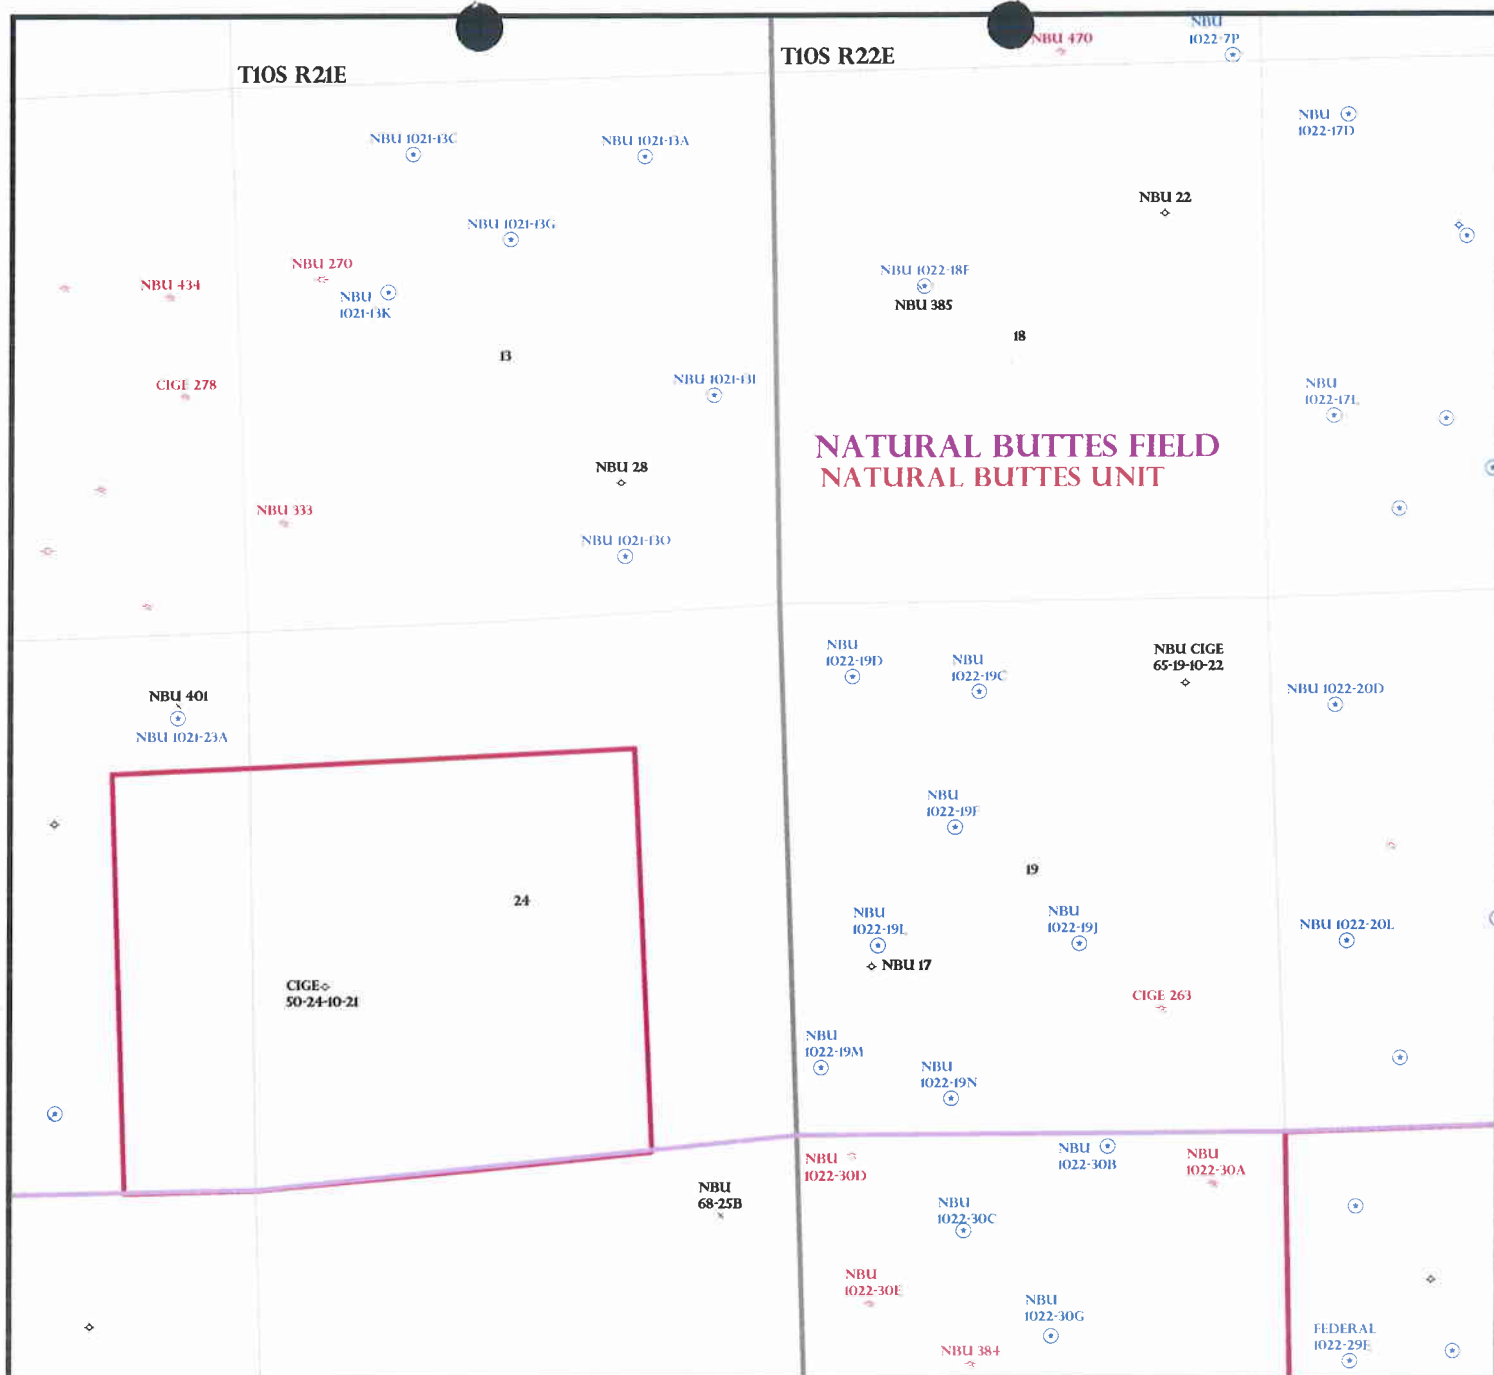 NBU
1022-7P
NBU 470
T10S R21E
T10S R22E
NBU
1022-17D
NBU 1021-13C
NBU 1021-13A
NBU 22
NBU 1021-13G
NBU 270
NBU 434
NBU
1021-13K
NBU 1022-18F
NBU 385
18
13
CIGE 278
NBU 1021-13I
NBU
1022-17L
NATURAL BUTTES FIELD
NATURAL BUTTES UNIT
NBU 28
NBU 333
NBU 1021-13O
NBU
1022-19D
NBU
1022-19C
NBU CIGE
65-19-10-22
NBU 401
NBU 1021-23A
NBU 1022-20D
NBU
1022-19F
19
24
NBU
1022-19L
NBU 17
NBU
1022-19J
NBU 1022-20L
CIGE
50-24-10-21
CIGE 263
NBU
1022-19M
NBU
1022-19N
NBU
1022-30D
NBU
1022-30B
NBU
1022-30A
NBU
68-25B
NBU
1022-30C
NBU
1022-30E
NBU
1022-30G
NBU 384
FEDERAL
1022-29E